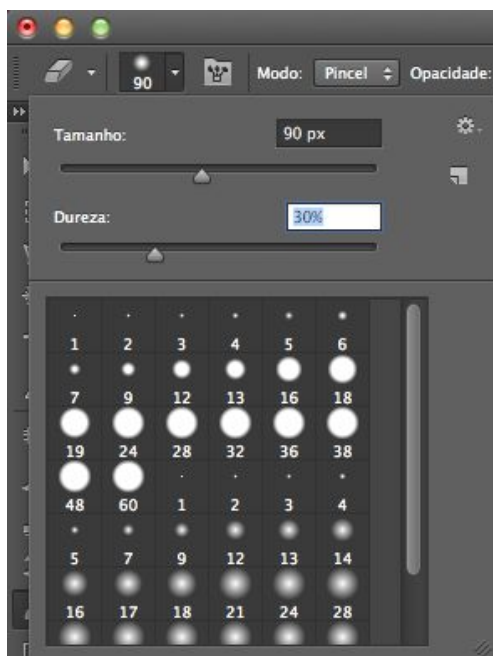 90
Modo:
Pincel
Opacidade:
Tamanho:
90 px
Dureza:
30%
1 2 3 4 5 6
7 9 12 13 16 18
19 24 28 32 36 38
48 60 1 2 3 4
5 7 9 12 13 14
16 17 18 21 24 28